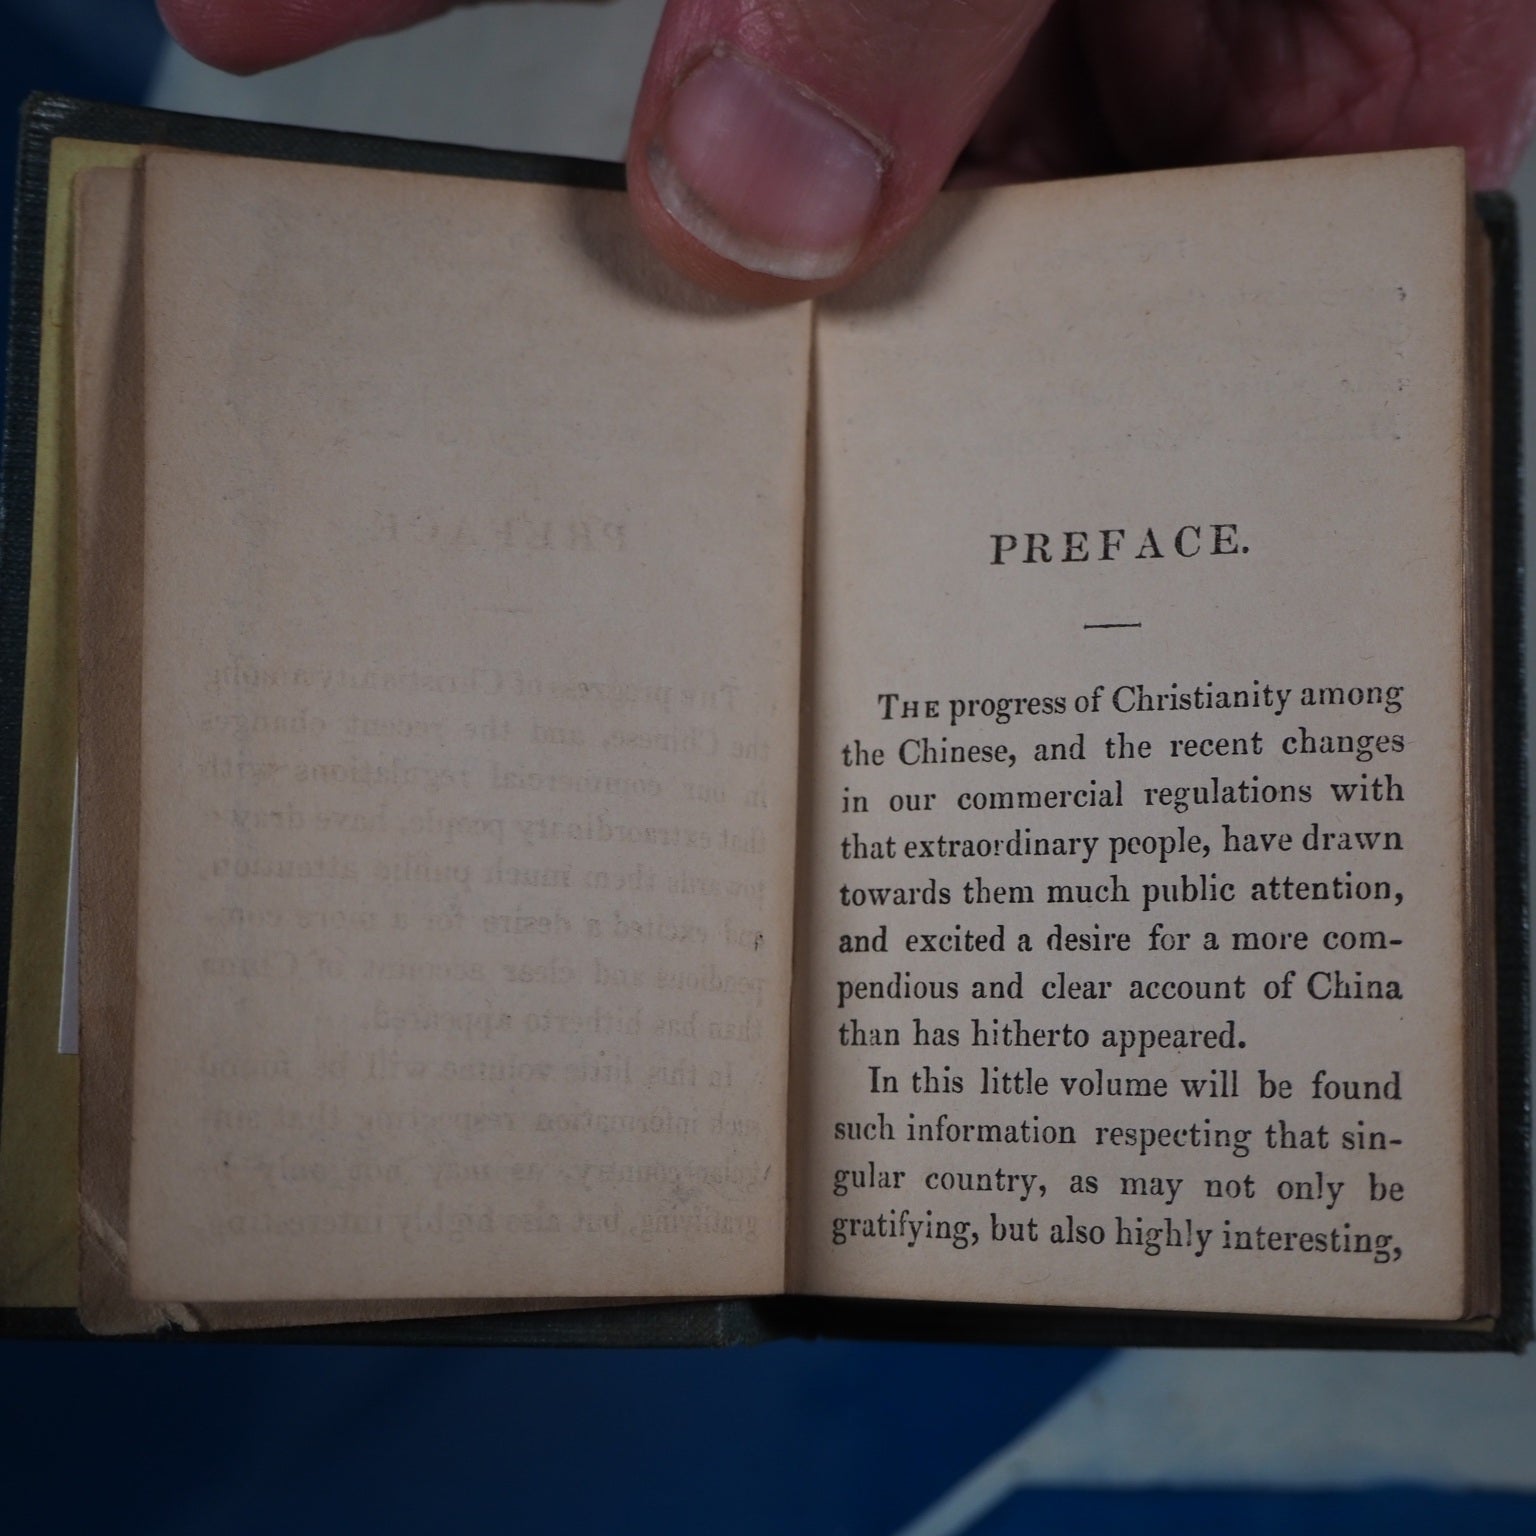 PREFACE.
THE progress of Christianity among
the Chinese, and the recent changes
in our commercial regulations with
that extraordinary people, have drawn
towards them much public attention,
and excited a desire for a more com-
pendious and clear account of China
than has hitherto appeared.
In this little volume will be found
such information respecting that sin-
gular country, as may not only be
gratifying, but also highly interesting,